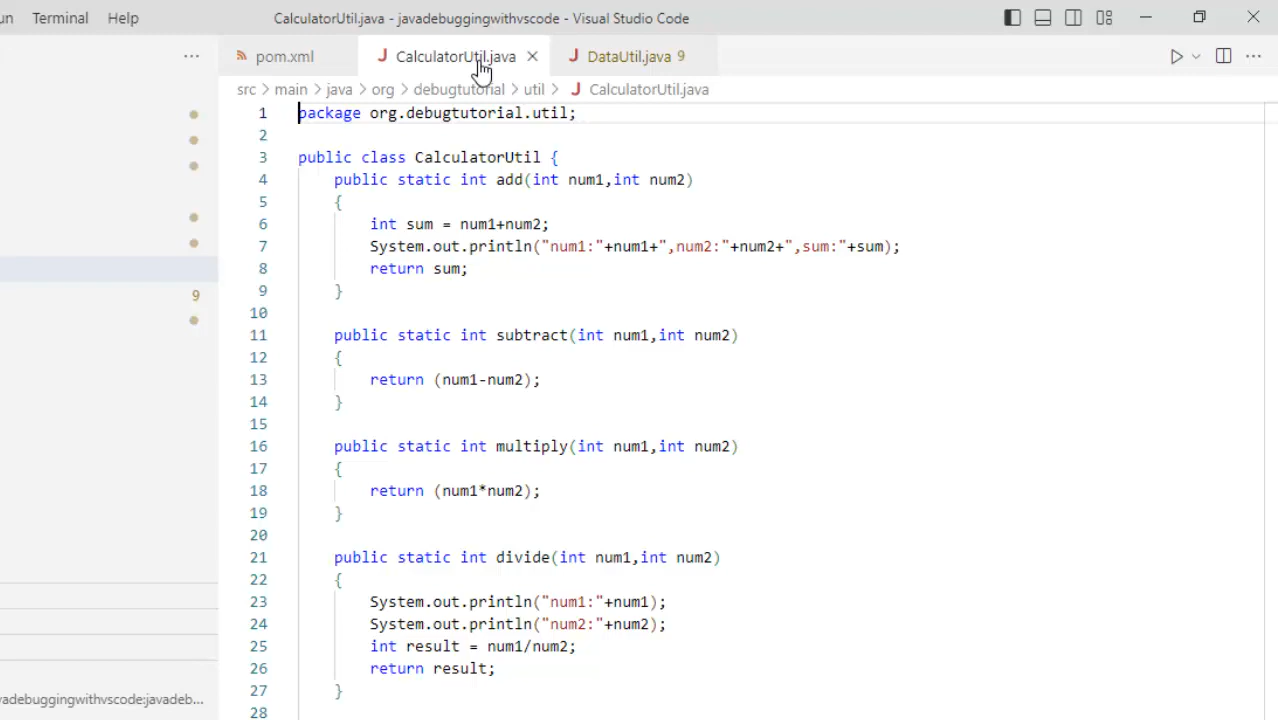 Terminal Help CalculatorUtil.java - javadebuggingwithvscode - Visual Studio Code
pom.xml J CalculatorUtil.java J DataUtil.java 9
src > main > java > org > debugtutorial > util > J CalculatorUtil.java
9
1 package org.debugtutorial.util;
2
3 public class CalculatorUtil {
4 public static int add(int num1,int num2)
5 {
6 int sum = num1+num2;
7 System.out.println("num1:"+num1+",num2:"+num2+",sum:"+sum);
8 return sum;
9 }
10
11 public static int subtract(int num1,int num2)
12 {
13 return (num1-num2);
14 }
15
16 public static int multiply(int num1,int num2)
17 {
18 return (num1*num2);
19 }
20
21 public static int divide(int num1,int num2)
22 {
23 System.out.println("num1:"+num1);
24 System.out.println("num2:"+num2);
25 int result = num1/num2;
26 return result;
27 }
28
vadebuggingwithvscode:javadeb...